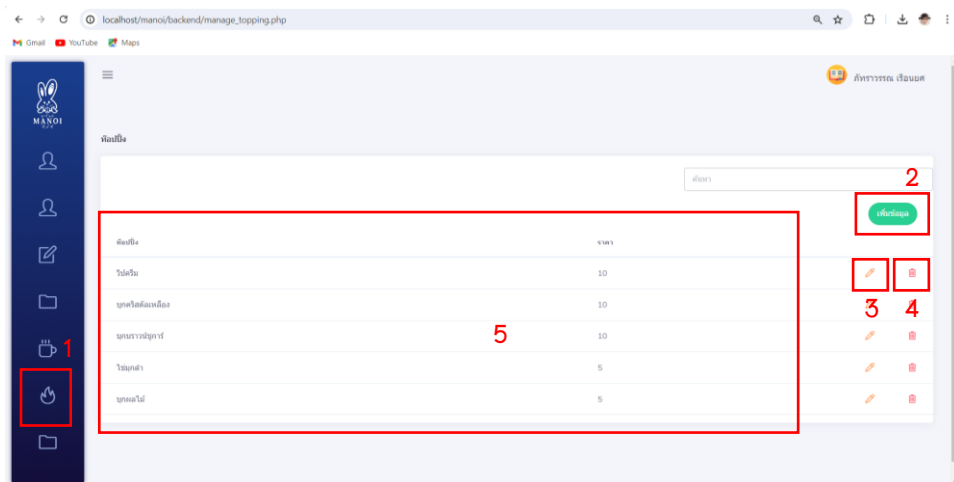 localhost/manoi/backend/manage_topping.php
Gmail YouTube Maps
MANOI
ภัทราวรรณ เรือนยศ
ท๊อปปิ้ง
ค้นหา
2
เพิ่มข้อมูล
ท๊อปปิ้ง ราคา
วิปครีม 10
3 4
บุกคริสตัลเหลือง 10
1
5
บุกบราวน์ชูการ์ 10
ไข่มุกดำ 5
บุกผลไม้ 5